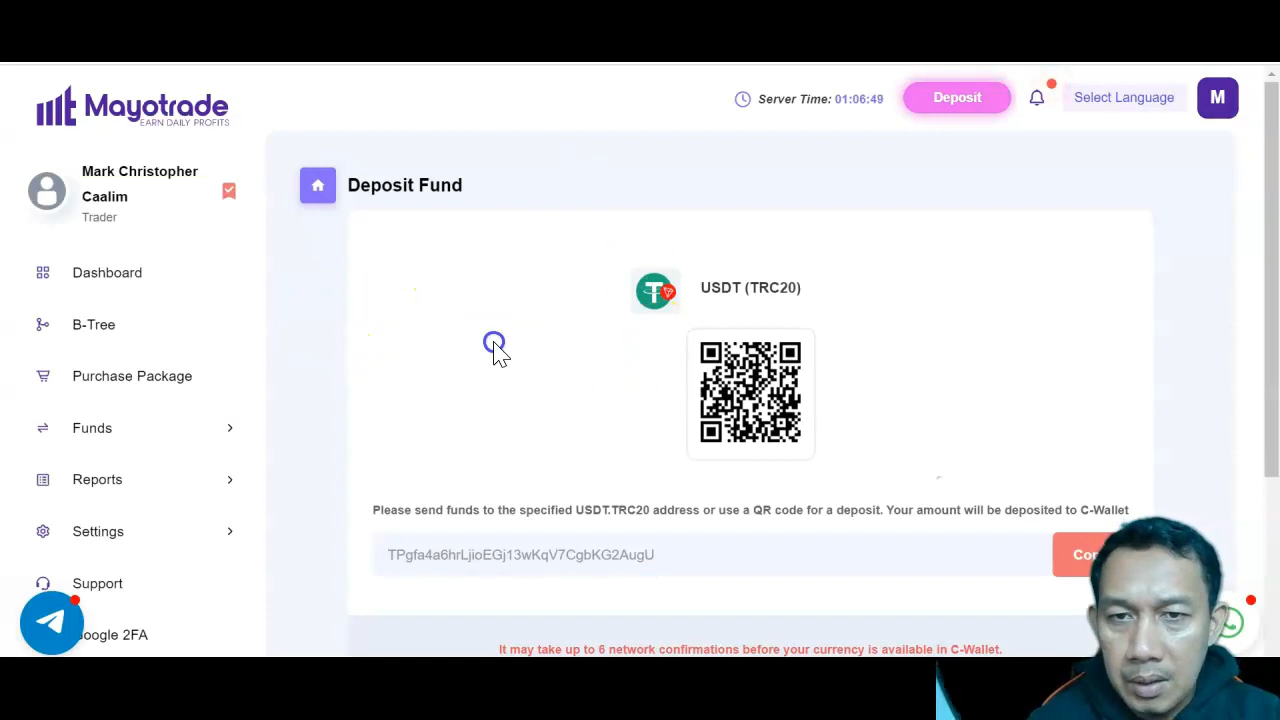 Mayotrade
EARN DAILY PROFITS
Server Time: 01:06:49
Deposit
Select Language
M
Mark Christopher
Caalim
Trader
Deposit Fund
Dashboard
B-Tree
Purchase Package
Funds
Reports
Settings
Support
Google 2FA
USDT (TRC20)
Please send funds to the specified USDT.TRC20 address or use a QR code for a deposit. Your amount will be deposited to C-Wallet
TPgfa4a6hrLjioEGj13wKqV7CgbKG2AugU
It may take up to 6 network confirmations before your currency is available in C-Wallet.